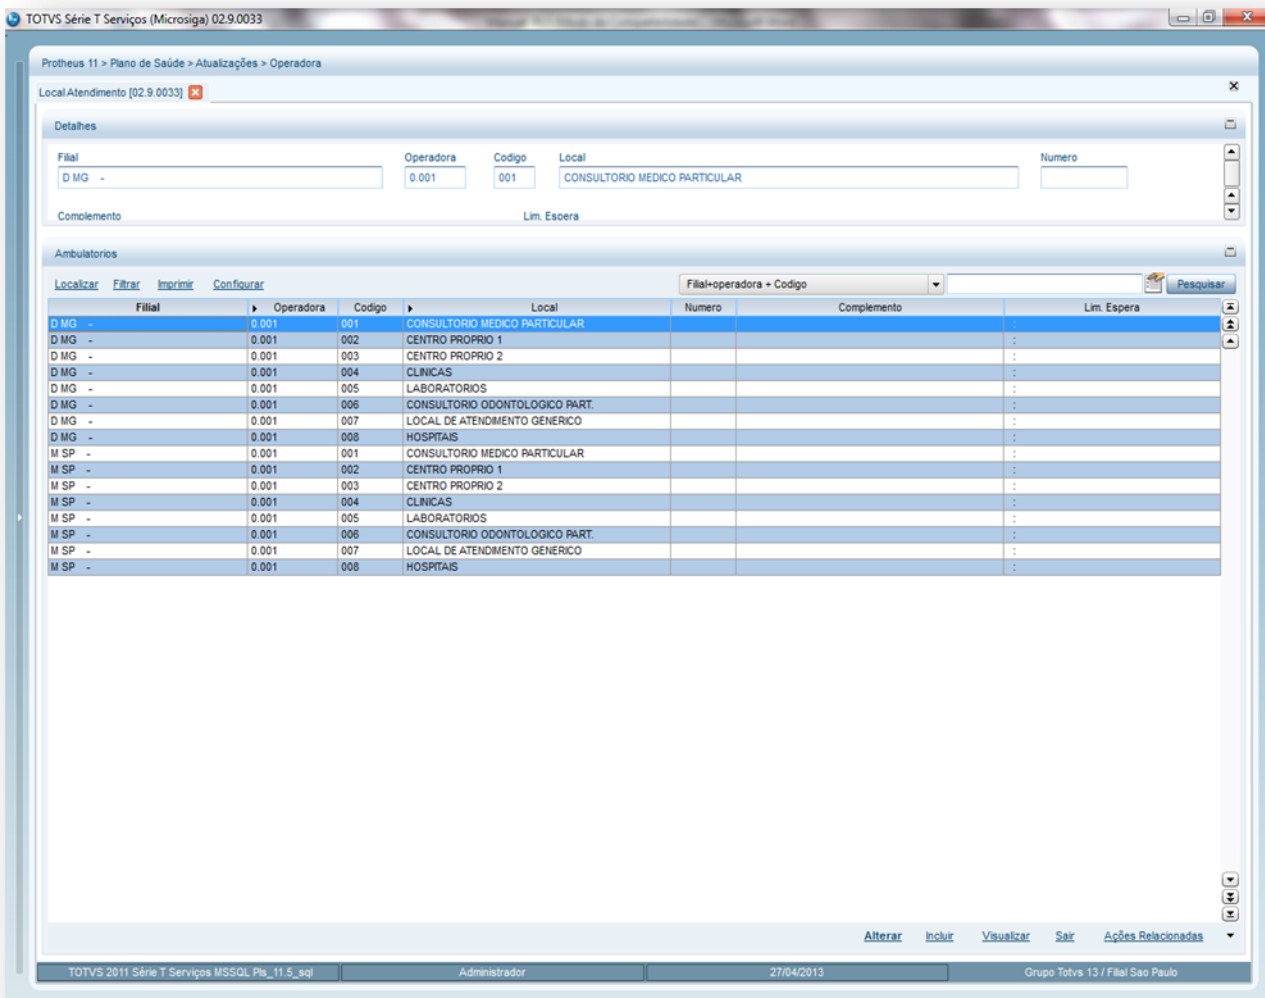 TOTVS Série T Serviços (Microsiga) 02.9.0033
Protheus 11 > Plano de Saúde > Atualizações > Operadora
Local Atendimento [02.9.0033]
Detalhes
Filial Operadora Codigo Local Numero
D MG - 0.001 001 CONSULTORIO MEDICO PARTICULAR
Complemento Lim. Espera
Ambulatorios
Localizar Filtrar Imprimir Configurar Filial+operadora + Codigo Pesquisar
Filial Operadora Codigo Local Numero Complemento Lim. Espera
D MG - 0.001 001 CONSULTORIO MEDICO PARTICULAR :
D MG - 0.001 002 CENTRO PROPRIO 1 :
D MG - 0.001 003 CENTRO PROPRIO 2 :
D MG - 0.001 004 CLINICAS :
D MG - 0.001 005 LABORATORIOS :
D MG - 0.001 006 CONSULTORIO ODONTOLOGICO PART. :
D MG - 0.001 007 LOCAL DE ATENDIMENTO GENERICO :
D MG - 0.001 008 HOSPITAIS :
M SP - 0.001 001 CONSULTORIO MEDICO PARTICULAR :
M SP - 0.001 002 CENTRO PROPRIO 1 :
M SP - 0.001 003 CENTRO PROPRIO 2 :
M SP - 0.001 004 CLINICAS :
M SP - 0.001 005 LABORATORIOS :
M SP - 0.001 006 CONSULTORIO ODONTOLOGICO PART. :
M SP - 0.001 007 LOCAL DE ATENDIMENTO GENERICO :
M SP - 0.001 008 HOSPITAIS :
Alterar Incluir Visualizar Sair Ações Relacionadas
TOTVS 2011 Série T Serviços MSSQL Pls_11.5_sql Administrador 27/04/2013 Grupo Totvs 13 / Filial Sao Paulo